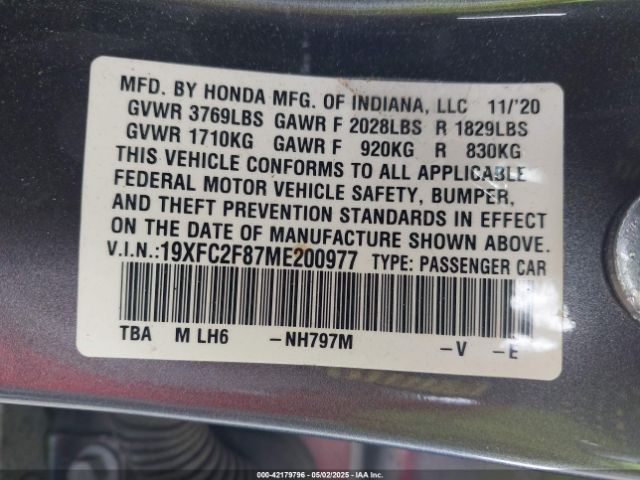 MFD. BY HONDA MFG. OF INDIANA, LLC 11/'20
GVWR 3769LBS GAWR F 2028LBS R 1829LBS
GVWR 1710KG GAWR F 920KG R 830KG
THIS VEHICLE CONFORMS TO ALL APPLICABLE
FEDERAL MOTOR VEHICLE SAFETY, BUMPER,
AND THEFT PREVENTION STANDARDS IN EFFECT
ON THE DATE OF MANUFACTURE SHOWN ABOVE.
V.I.N.:19XFC2F87ME200977 TYPE: PASSENGER CAR
TBA M LH6 -NH797M -V -E
000-42179796 - 05/02/2025 - IAAI.com